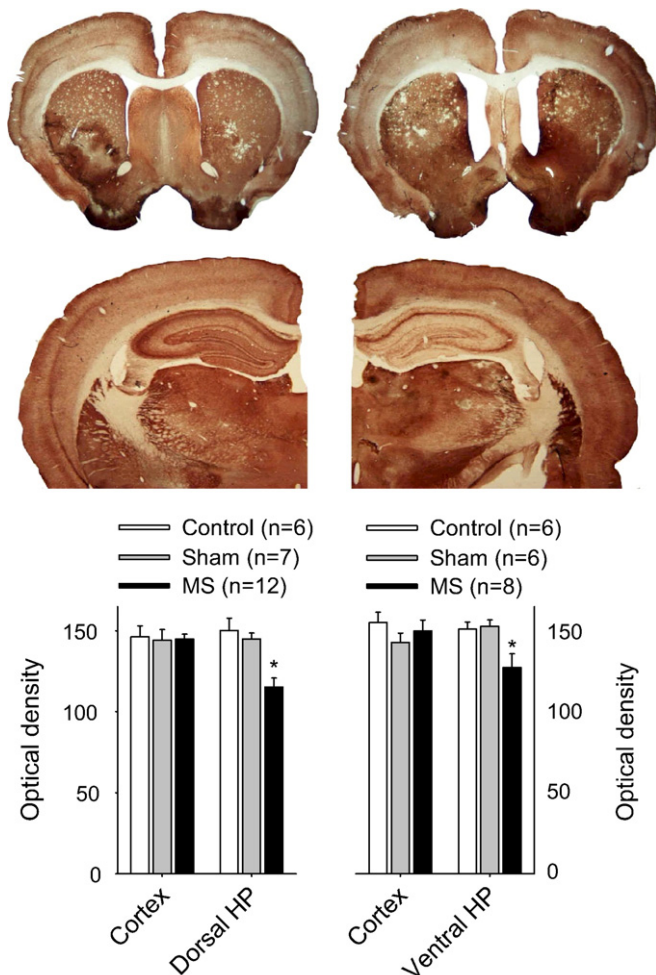 Control (n=6)
Sham (n=7)
MS (n=12)
Optical density
150
100
50
0
*
Cortex
Dorsal HP
Control (n=6)
Sham (n=6)
MS (n=8)
*
150
100
50
0
Optical density
Cortex
Ventral HP